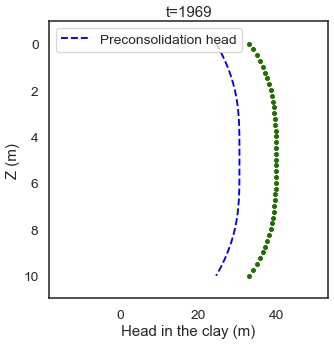 t=1969
Preconsolidation head
0
2
4
6
8
10
Z (m)
0
20
40
Head in the clay (m)